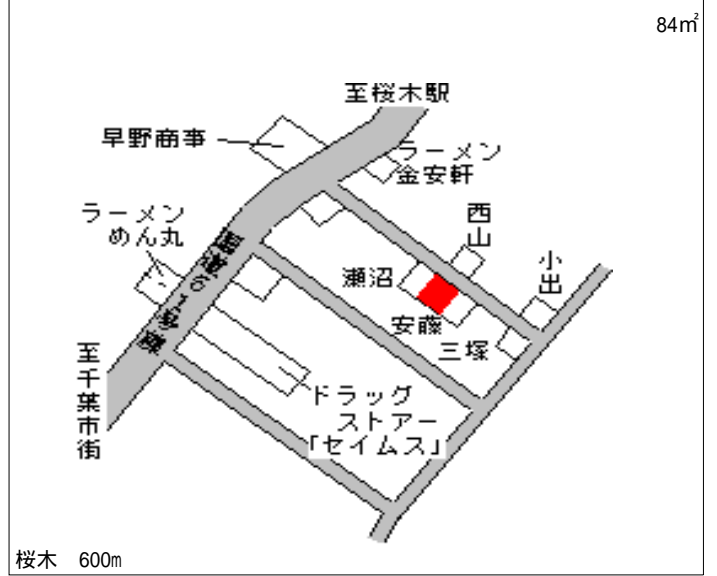 84㎡
至桜木駅
早野商事
ラーメン
金安軒
ラーメン
めん丸
西山
小出
瀬沼
国道51号線
安藤
三塚
至千葉市街
ドラッグ
ストアー
「セイムス」
桜木 600m